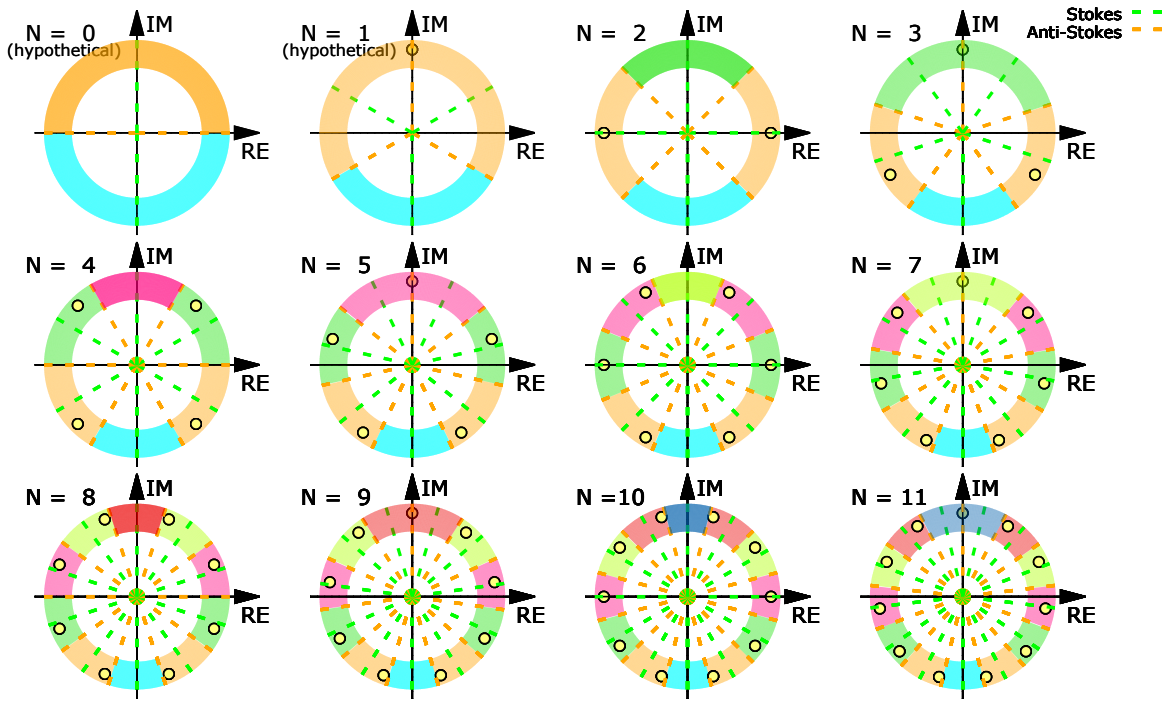 Stokes
Anti-Stokes
N = 0
(hypothetical)
IM
RE
N = 1
(hypothetical)
IM
RE
N = 2
IM
RE
N = 3
IM
RE
N = 4
IM
RE
N = 5
IM
RE
N = 6
IM
RE
N = 7
IM
RE
N = 8
IM
RE
N = 9
IM
RE
N =10
IM
RE
N = 11
IM
RE